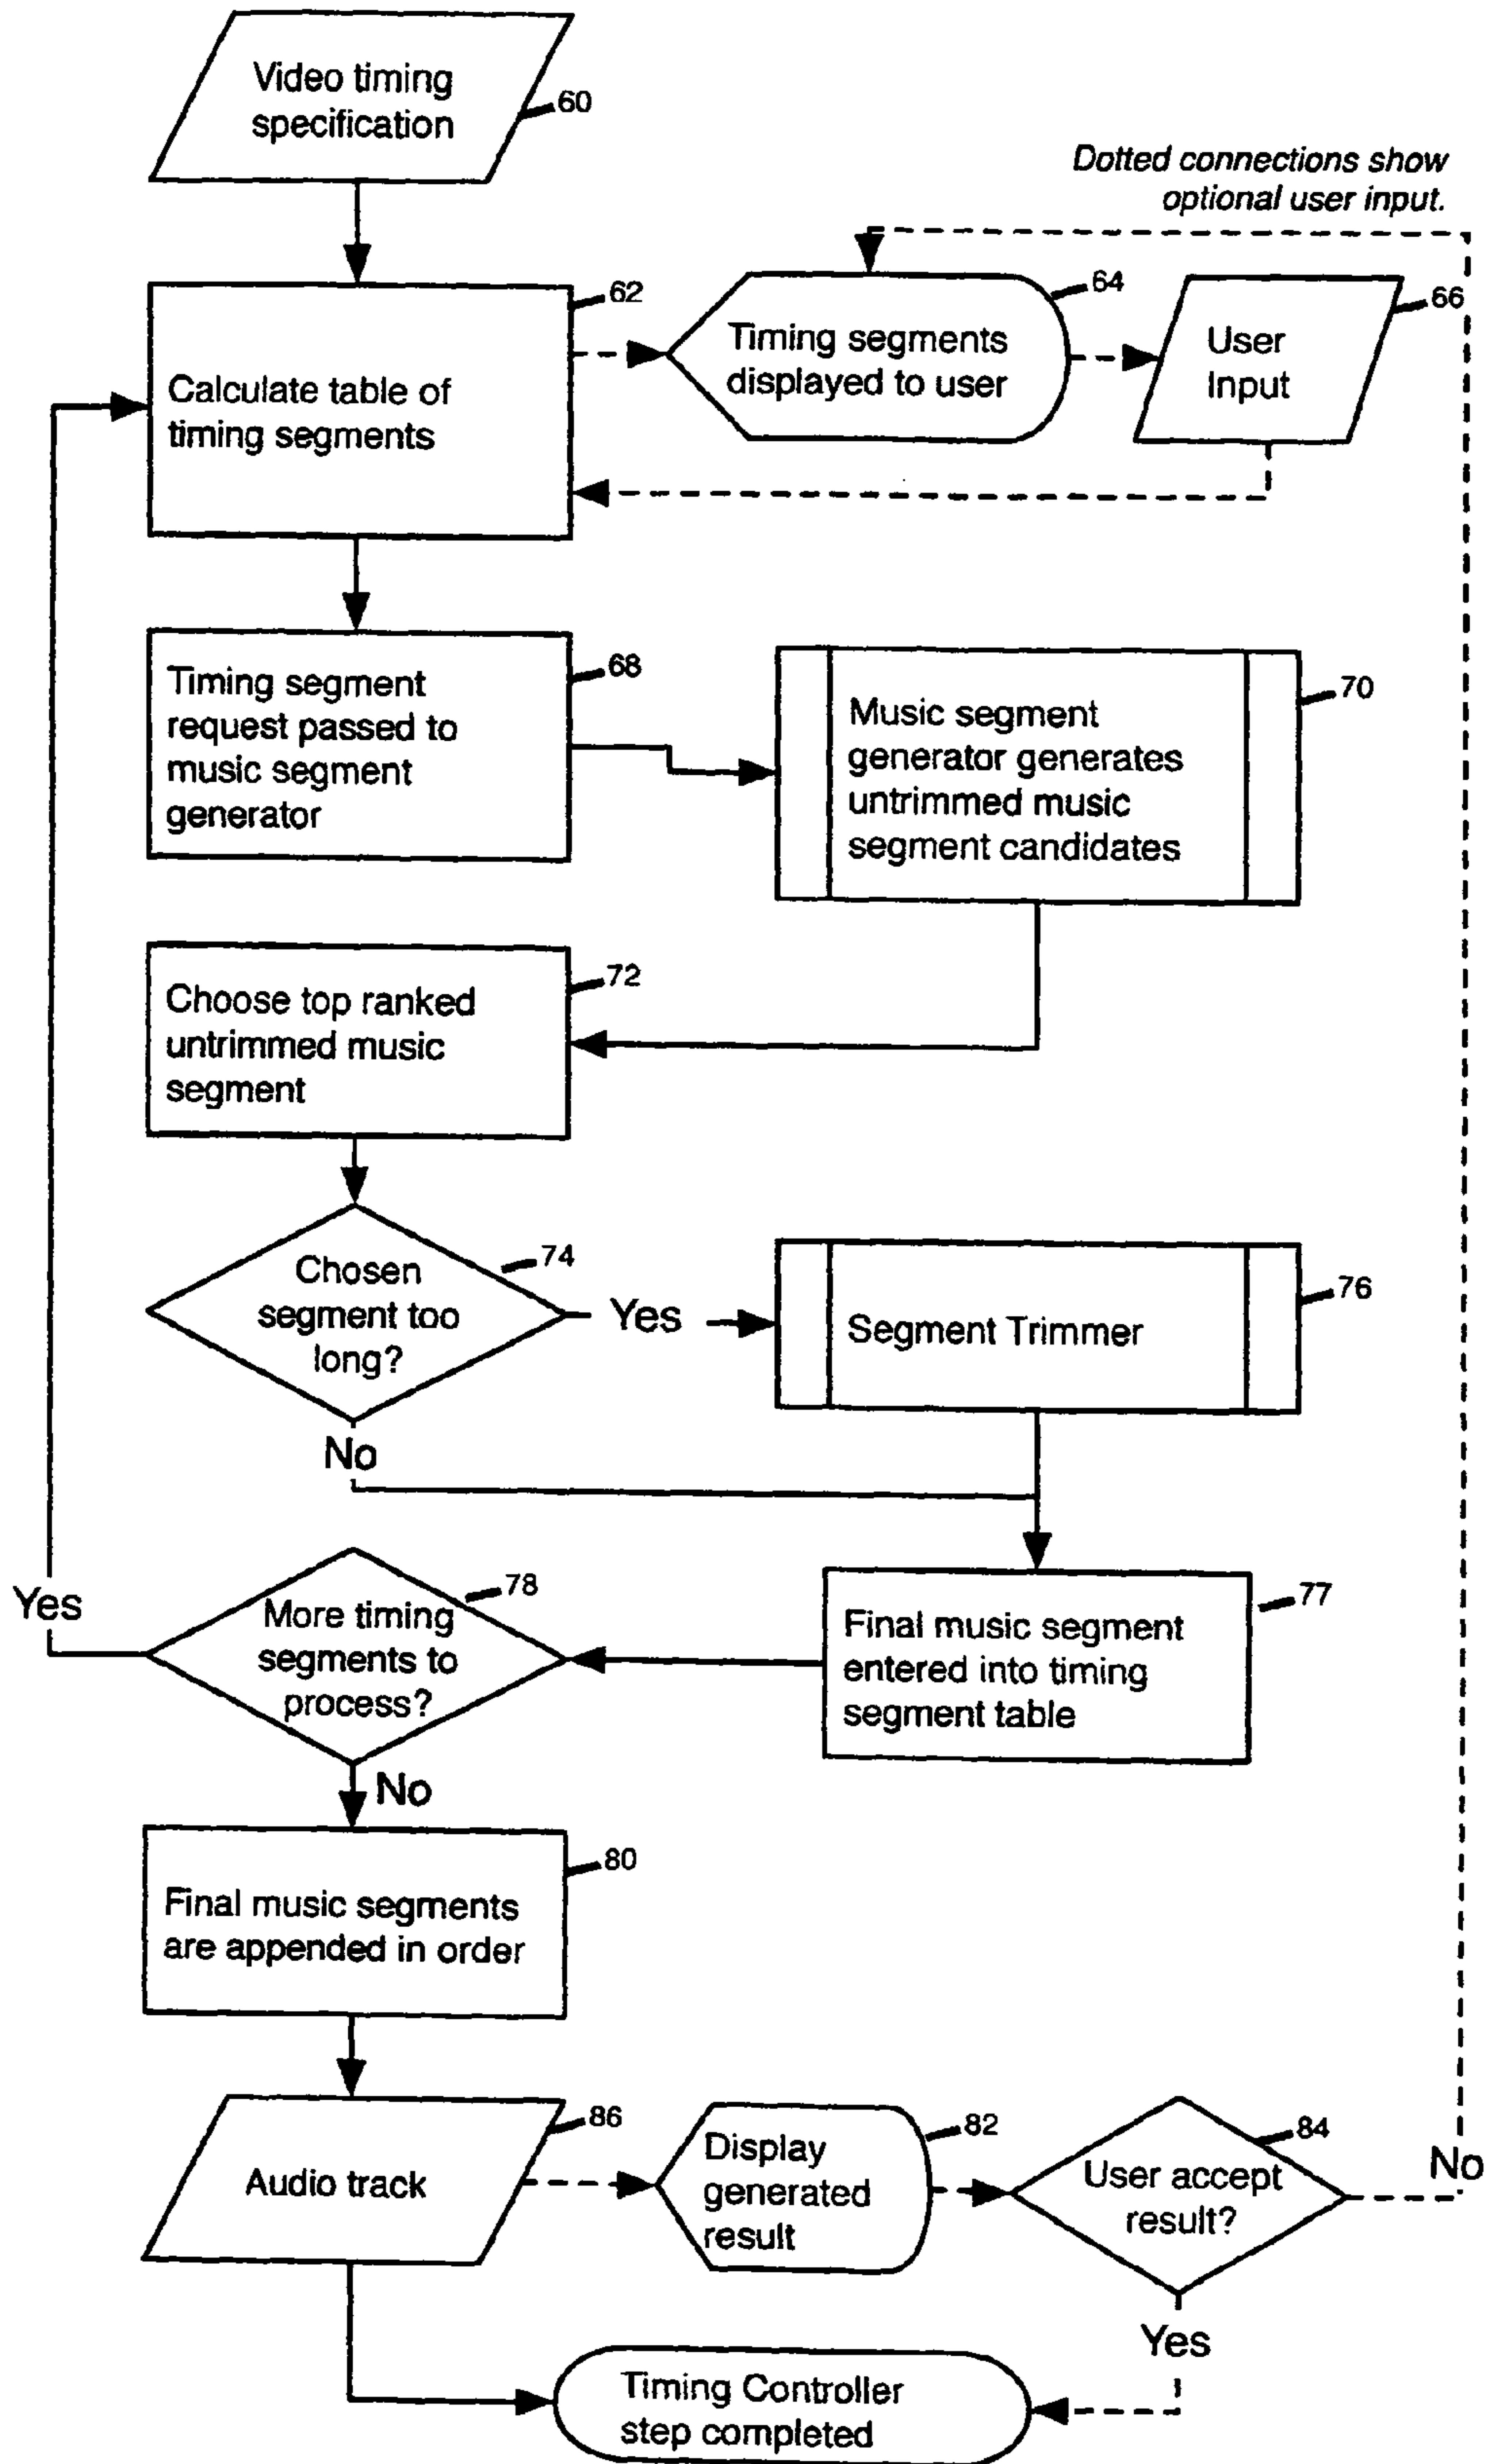 Video timing
specification
60
Dotted connections show
optional user input.
62
64
66
Calculate table of
timing segments
Timing segments
displayed to user
User
Input
68
Timing segment
request passed to
music segment
generator
70
Music segment
generator generates
untrimmed music
segment candidates
72
Choose top ranked
untrimmed music
segment
74
Chosen
segment too
long?
Yes
76
Segment Trimmer
No
Yes
78
More timing
segments to
process?
77
Final music segment
entered into timing
segment table
No
80
Final music segments
are appended in order
86
Audio track
82
Display
generated
result
84
User accept
result?
No
Yes
Timing Controller
step completed